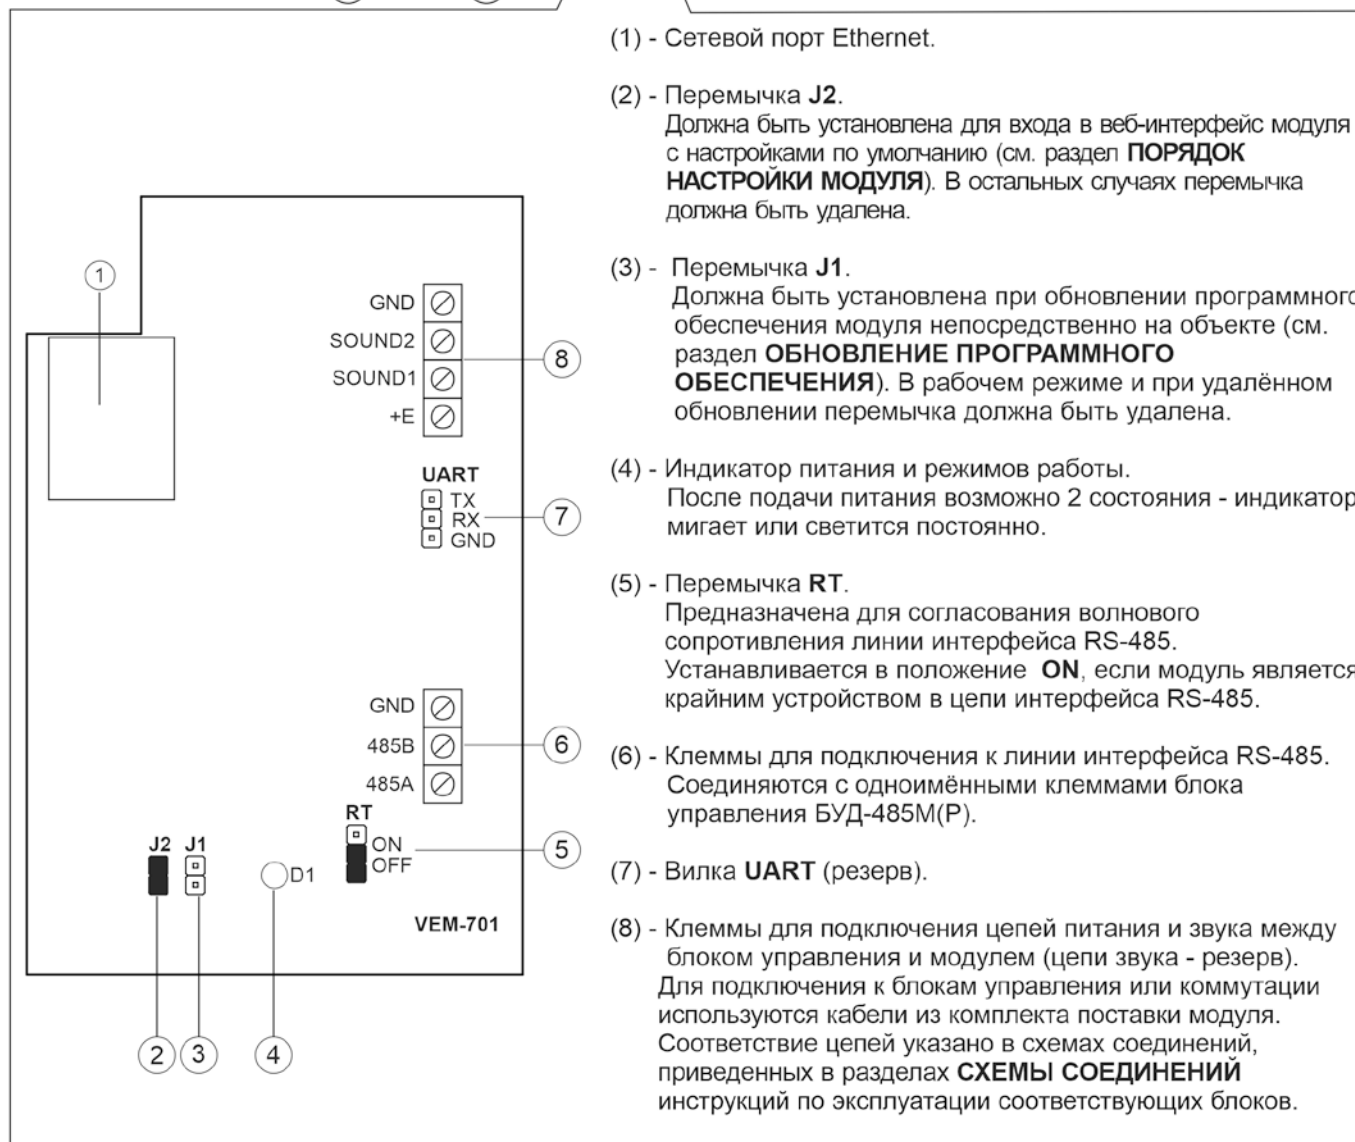 (1) - Сетевой порт Ethernet.
(2) - Перемычка J2.
Должна быть установлена для входа в веб-интерфейс модуля
с настройками по умолчанию (см. раздел ПОРЯДОК
НАСТРОЙКИ МОДУЛЯ). В остальных случаях перемычка
должна быть удалена.
(3) - Перемычка J1.
Должна быть установлена при обновлении программного
обеспечения модуля непосредственно на объекте (см.
раздел ОБНОВЛЕНИЕ ПРОГРАММНОГО
ОБЕСПЕЧЕНИЯ). В рабочем режиме и при удалённом
обновлении перемычка должна быть удалена.
(4) - Индикатор питания и режимов работы.
После подачи питания возможно 2 состояния - индикатор
мигает или светится постоянно.
(5) - Перемычка RT.
Предназначена для согласования волнового
сопротивления линии интерфейса RS-485.
Устанавливается в положение ON, если модуль является
крайним устройством в цепи интерфейса RS-485.
(6) - Клеммы для подключения к линии интерфейса RS-485.
Соединяются с одноимёнными клеммами блока
управления БУД-485М(Р).
(7) - Вилка UART (резерв).
(8) - Клеммы для подключения цепей питания и звука между
блоком управления и модулем (цепи звука - резерв).
Для подключения к блокам управления или коммутации
используются кабели из комплекта поставки модуля.
Соответствие цепей указано в схемах соединений,
приведенных в разделах СХЕМЫ СОЕДИНЕНИЙ
инструкций по эксплуатации соответствующих блоков.
1
GND
SOUND2
8
SOUND1
+E
UART
TX
RX
7
GND
GND
485B
6
485A
RT
ON
5
OFF
J2 J1
D1
VEM-701
2
3
4